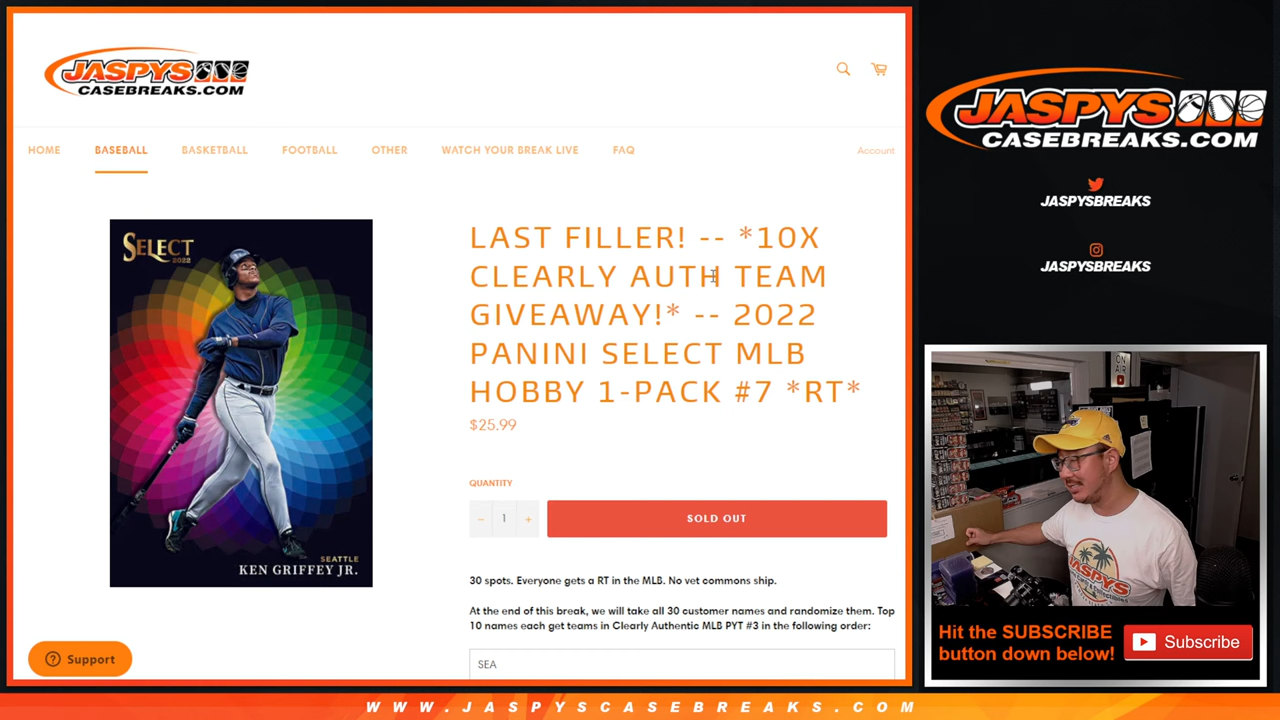 JASPYS
CASEBREAKS.COM
HOME
BASEBALL
BASKETBALL
FOOTBALL
OTHER
WATCH YOUR BREAK LIVE
FAQ
Account
SELECT
2022
SEATTLE
KEN GRIFFEY JR.
LAST FILLER! -- *10X
CLEARLY AUTH TEAM
GIVEAWAY!* -- 2022
PANINI SELECT MLB
HOBBY 1-PACK #7 *RT*
$25.99
QUANTITY
− 1 +
SOLD OUT
30 spots. Everyone gets a RT in the MLB. No vet commons ship.
At the end of this break, we will take all 30 customer names and randomize them. Top
10 names each get teams in Clearly Authentic MLB PYT #3 in the following order:
SEA
? Support
JASPYS
CASEBREAKS.COM
JASPYSBREAKS
JASPYSBREAKS
ON
AIR
JASPYS
Hit the SUBSCRIBE
button down below!
Subscribe
WWW.JASPYSCASEBREAKS.COM